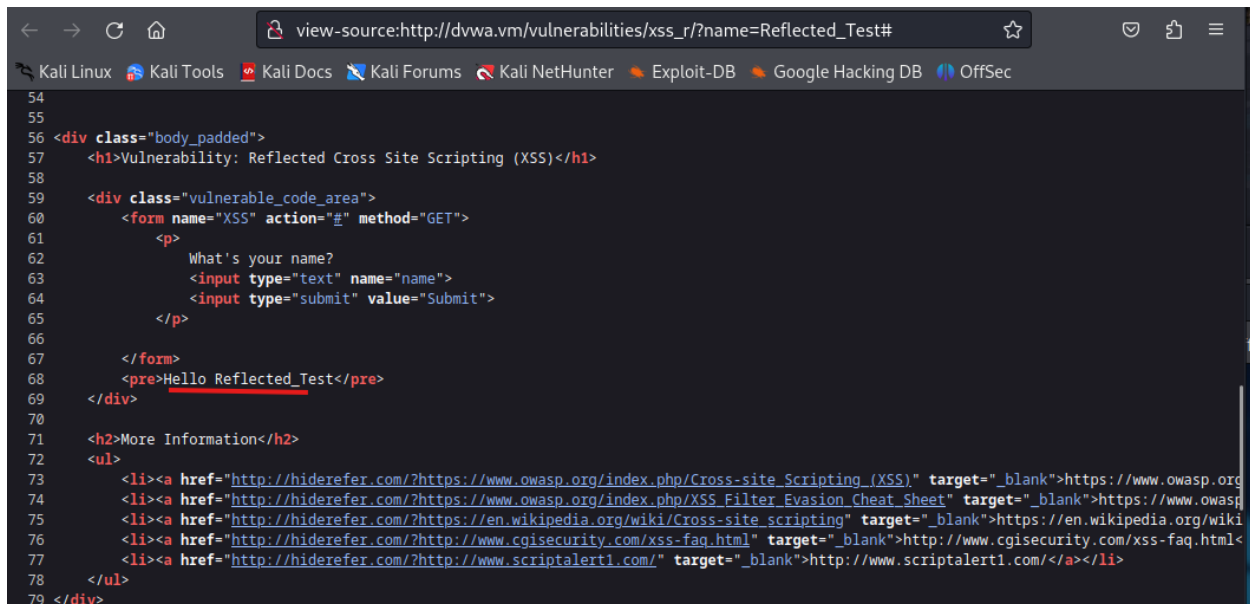 view-source:http://dvwa.vm/vulnerabilities/xss_r/?name=Reflected_Test#
Kali Linux Kali Tools Kali Docs Kali Forums Kali NetHunter Exploit-DB Google Hacking DB OffSec
54
55
56 <div class="body_padded">
57 <h1>Vulnerability: Reflected Cross Site Scripting (XSS)</h1>
58
59 <div class="vulnerable_code_area">
60 <form name="XSS" action="#" method="GET">
61 <p>
62 What's your name?
63 <input type="text" name="name">
64 <input type="submit" value="Submit">
65 </p>
66
67 </form>
68 <pre>Hello Reflected_Test</pre>
69 </div>
70
71 <h2>More Information</h2>
72 <ul>
73 <li><a href="http://hiderefer.com/?https://www.owasp.org/index.php/Cross-site_Scripting_(XSS)" target="_blank">https://www.owasp.org
74 <li><a href="http://hiderefer.com/?https://www.owasp.org/index.php/XSS_Filter_Evasion_Cheat_Sheet" target="_blank">https://www.owasp
75 <li><a href="http://hiderefer.com/?https://en.wikipedia.org/wiki/Cross-site_scripting" target="_blank">https://en.wikipedia.org/wiki
76 <li><a href="http://hiderefer.com/?http://www.cgisecurity.com/xss-faq.html" target="_blank">http://www.cgisecurity.com/xss-faq.html<
77 <li><a href="http://hiderefer.com/?http://www.scriptalert1.com/" target="_blank">http://www.scriptalert1.com/</a></li>
78 </ul>
79 </div>